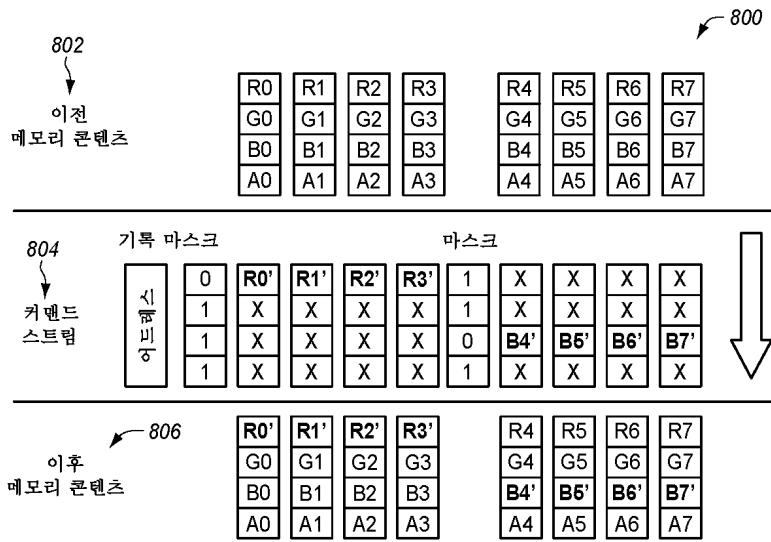 800
802
이전
메모리 콘텐츠
R0 R1 R2 R3 R4 R5 R6 R7
G0 G1 G2 G3 G4 G5 G6 G7
B0 B1 B2 B3 B4 B5 B6 B7
A0 A1 A2 A3 A4 A5 A6 A7
804
커맨드
스트림
기록 마스크 마스크
어드레스
0 R0' R1' R2' R3' 1 X X X X
1 X X X X 1 X X X X
1 X X X X 0 B4' B5' B6' B7'
1 X X X X 1 X X X X
806
이후
메모리 콘텐츠
R0' R1' R2' R3' R4 R5 R6 R7
G0 G1 G2 G3 G4 G5 G6 G7
B0 B1 B2 B3 B4' B5' B6' B7'
A0 A1 A2 A3 A4 A5 A6 A7